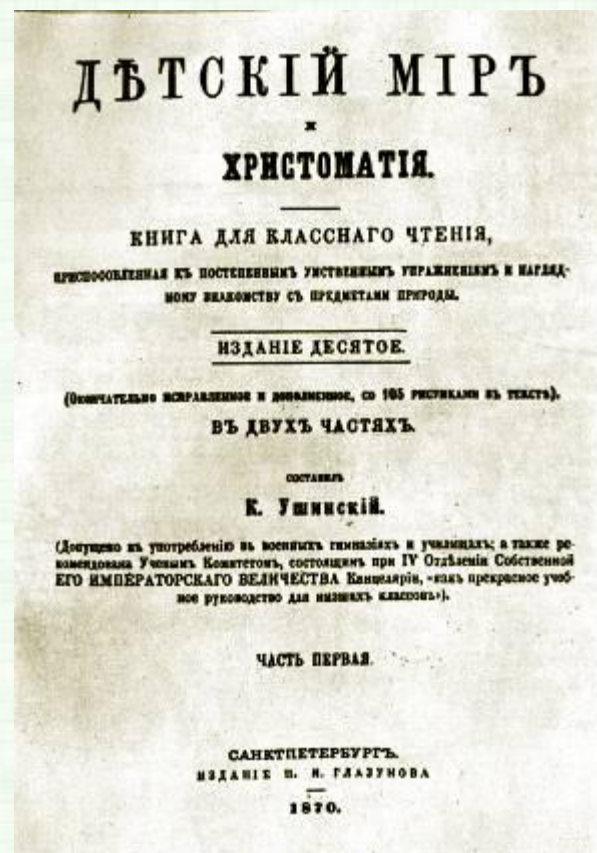 ДѢТСКІЙ МІРЪ
И
ХРИСТОМАТІЯ.
КНИГА ДЛЯ КЛАССНАГО ЧТЕНІЯ,
ПРИСПОСОБЛЕННАЯ КЪ ПОСТЕПЕННЫМЪ УМСТВЕННЫМЪ УПРАЖНЕНІЯМЪ И НАГЛЯД-
НОМУ ЗНАКОМСТВУ СЪ ПРЕДМЕТАМИ ПРИРОДЫ.
ИЗДАНІЕ ДЕСЯТОЕ.
(Окончательно исправленное и дополненное, со 105 рисунками въ текстѣ).
ВЪ ДВУХЪ ЧАСТЯХЪ.
СОСТАВИЛЪ
К. Ушинскій.
(Допущено къ употребленію въ военныхъ гимназіяхъ и училищахъ; а также ре-
комендована Ученымъ Комитетомъ, состоящимъ при IV Отдѣленіи Собственной
ЕГО ИМПЕРАТОРСКАГО ВЕЛИЧЕСТВА Канцеляріи, «какъ прекрасное учеб-
ное руководство для низшихъ классовъ»).
ЧАСТЬ ПЕРВАЯ.
САНКТПЕТЕРБУРГЪ.
ИЗДАНІЕ И. И. ГЛАЗУНОВА
1870.